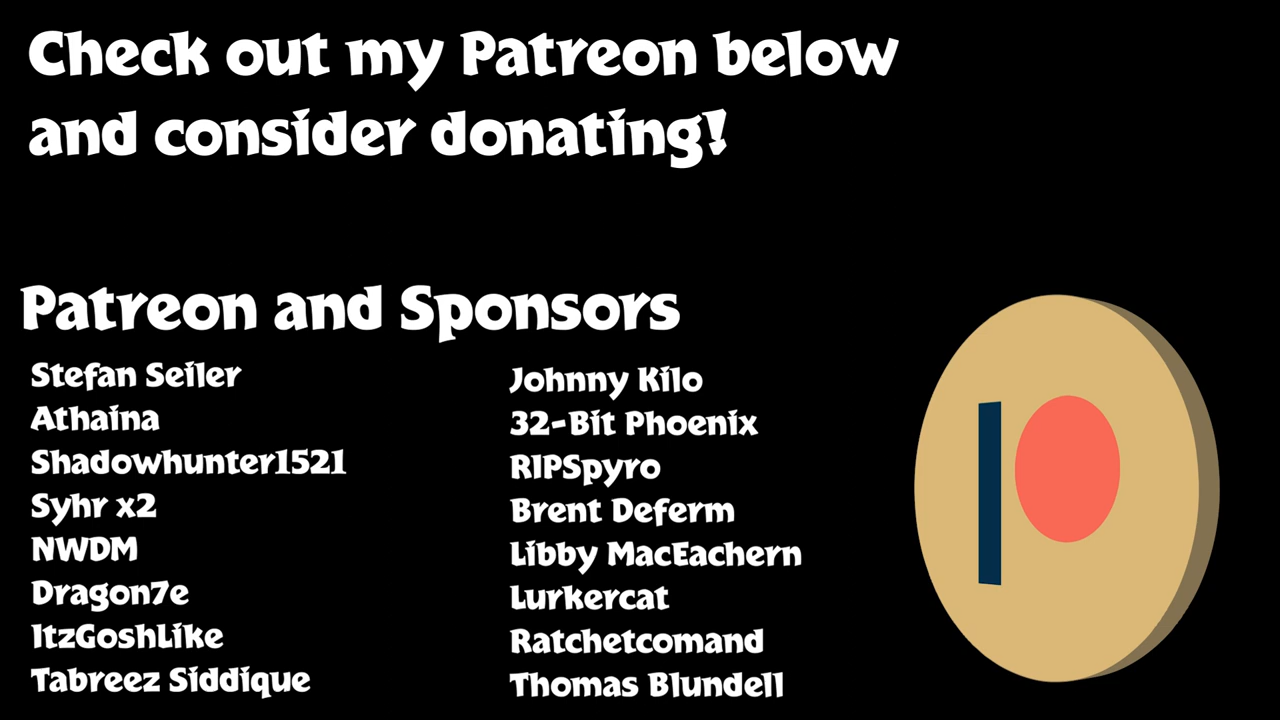 Check out my Patreon below
and consider donating!
Patreon and Sponsors
Stefan Seiler
Athaina
Shadowhunter1521
Syhr x2
NWDM
Dragon7e
ItzGoshLike
Tabreez Siddique
Johnny Kilo
32-Bit Phoenix
RIPSpyro
Brent Deferm
Libby MacEachern
Lurkercat
Ratchetcomand
Thomas Blundell